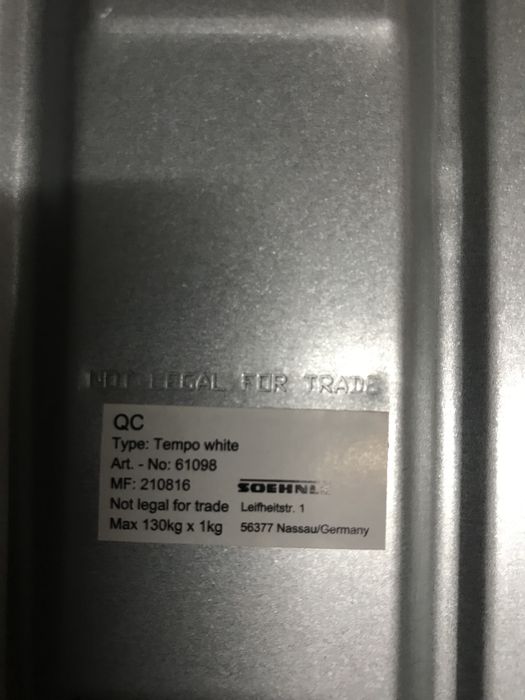 NOT LEGAL FOR TRADE
QC
Type: Tempo white
Art. - No: 61098
MF: 210816
SOEHNLE
Not legal for trade
Leifheitstr. 1
Max 130kg x 1kg
56377 Nassau/Germany